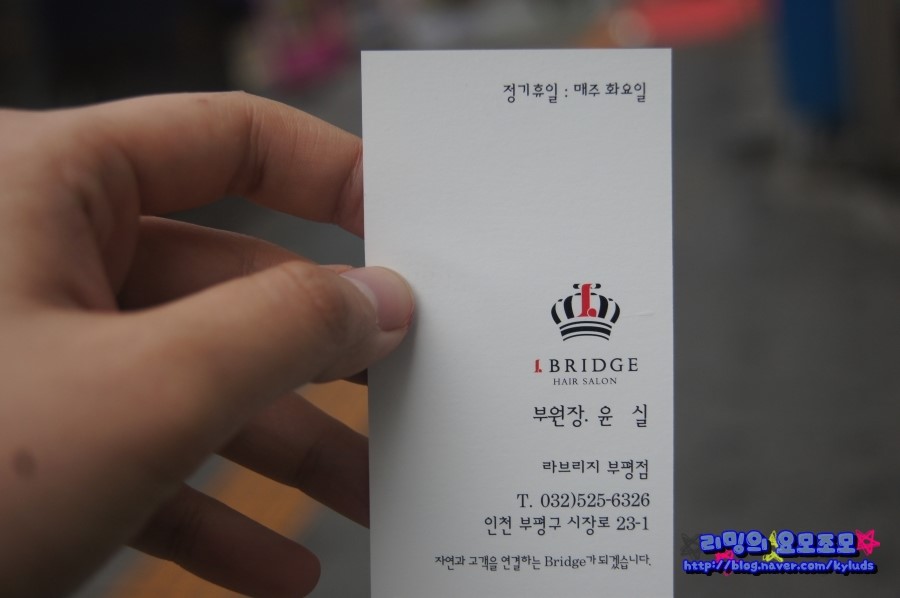 정기휴일 : 매주 화요일
L
L BRIDGE
HAIR SALON
부원장. 윤 실
라브리지 부평점
T. 032)525-6326
인천 부평구 시장로 23-1
자연과 고객을 연결하는 Bridge가 되겠습니다.
리밍의 요모조모
http://blog.naver.com/kyluds